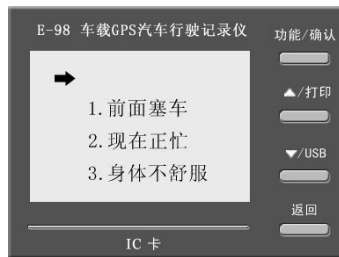 E-98 车载GPS汽车行驶记录仪
功能/确认
➡
▲/打印
1.前面塞车
2.现在正忙
▼/USB
3.身体不舒服
返回
IC 卡